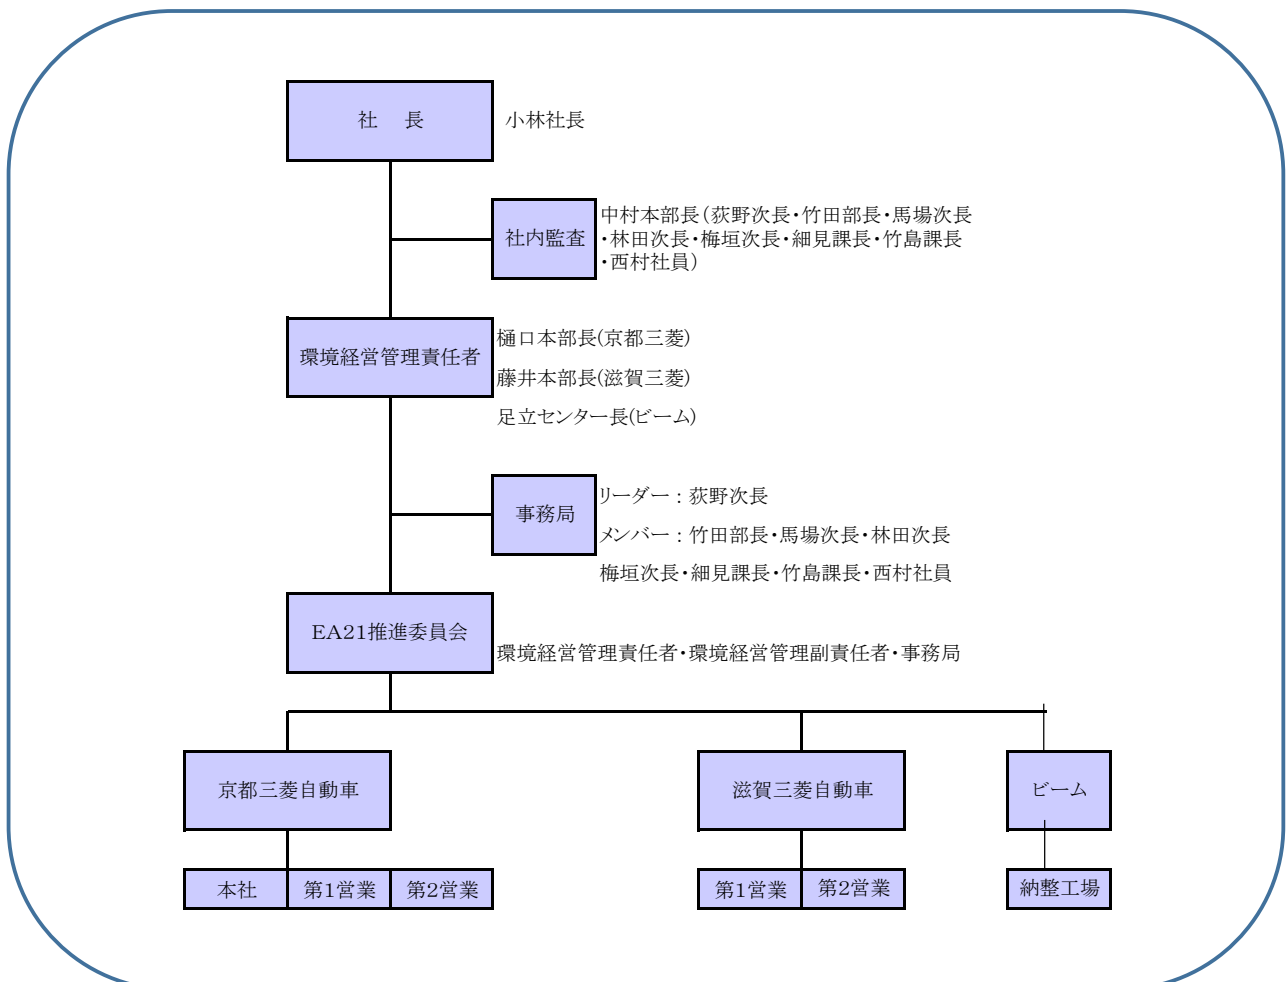 社　長
小林社長
社内監査
中村本部長（荻野次長・竹田部長・馬場次長
・林田次長・梅垣次長・細見課長・竹島課長
・西村社員）
環境経営管理責任者
樋口本部長(京都三菱)
藤井本部長(滋賀三菱)
足立センター長(ビーム)
事務局
リーダー：荻野次長
メンバー：竹田部長・馬場次長・林田次長
梅垣次長・細見課長・竹島課長・西村社員
EA21推進委員会
環境経営管理責任者・環境経営管理副責任者・事務局
京都三菱自動車
滋賀三菱自動車
ビーム
本社
第1営業
第2営業
第1営業
第2営業
納整工場